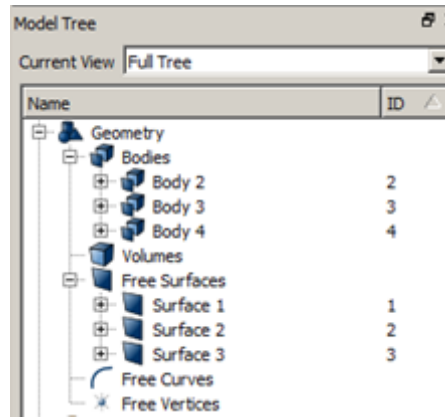 Model Tree
Current View Full Tree
Name ID
Geometry
Bodies
Body 2 2
Body 3 3
Body 4 4
Volumes
Free Surfaces
Surface 1 1
Surface 2 2
Surface 3 3
Free Curves
Free Vertices